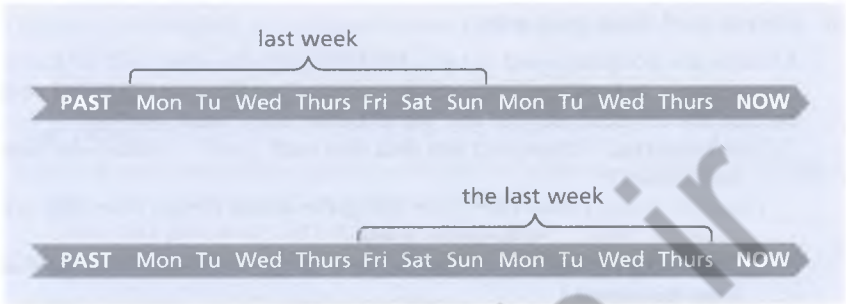 last week
PAST Mon Tu Wed Thurs Fri Sat Sun Mon Tu Wed Thurs NOW
the last week
PAST Mon Tu Wed Thurs Fri Sat Sun Mon Tu Wed Thurs NOW
ir